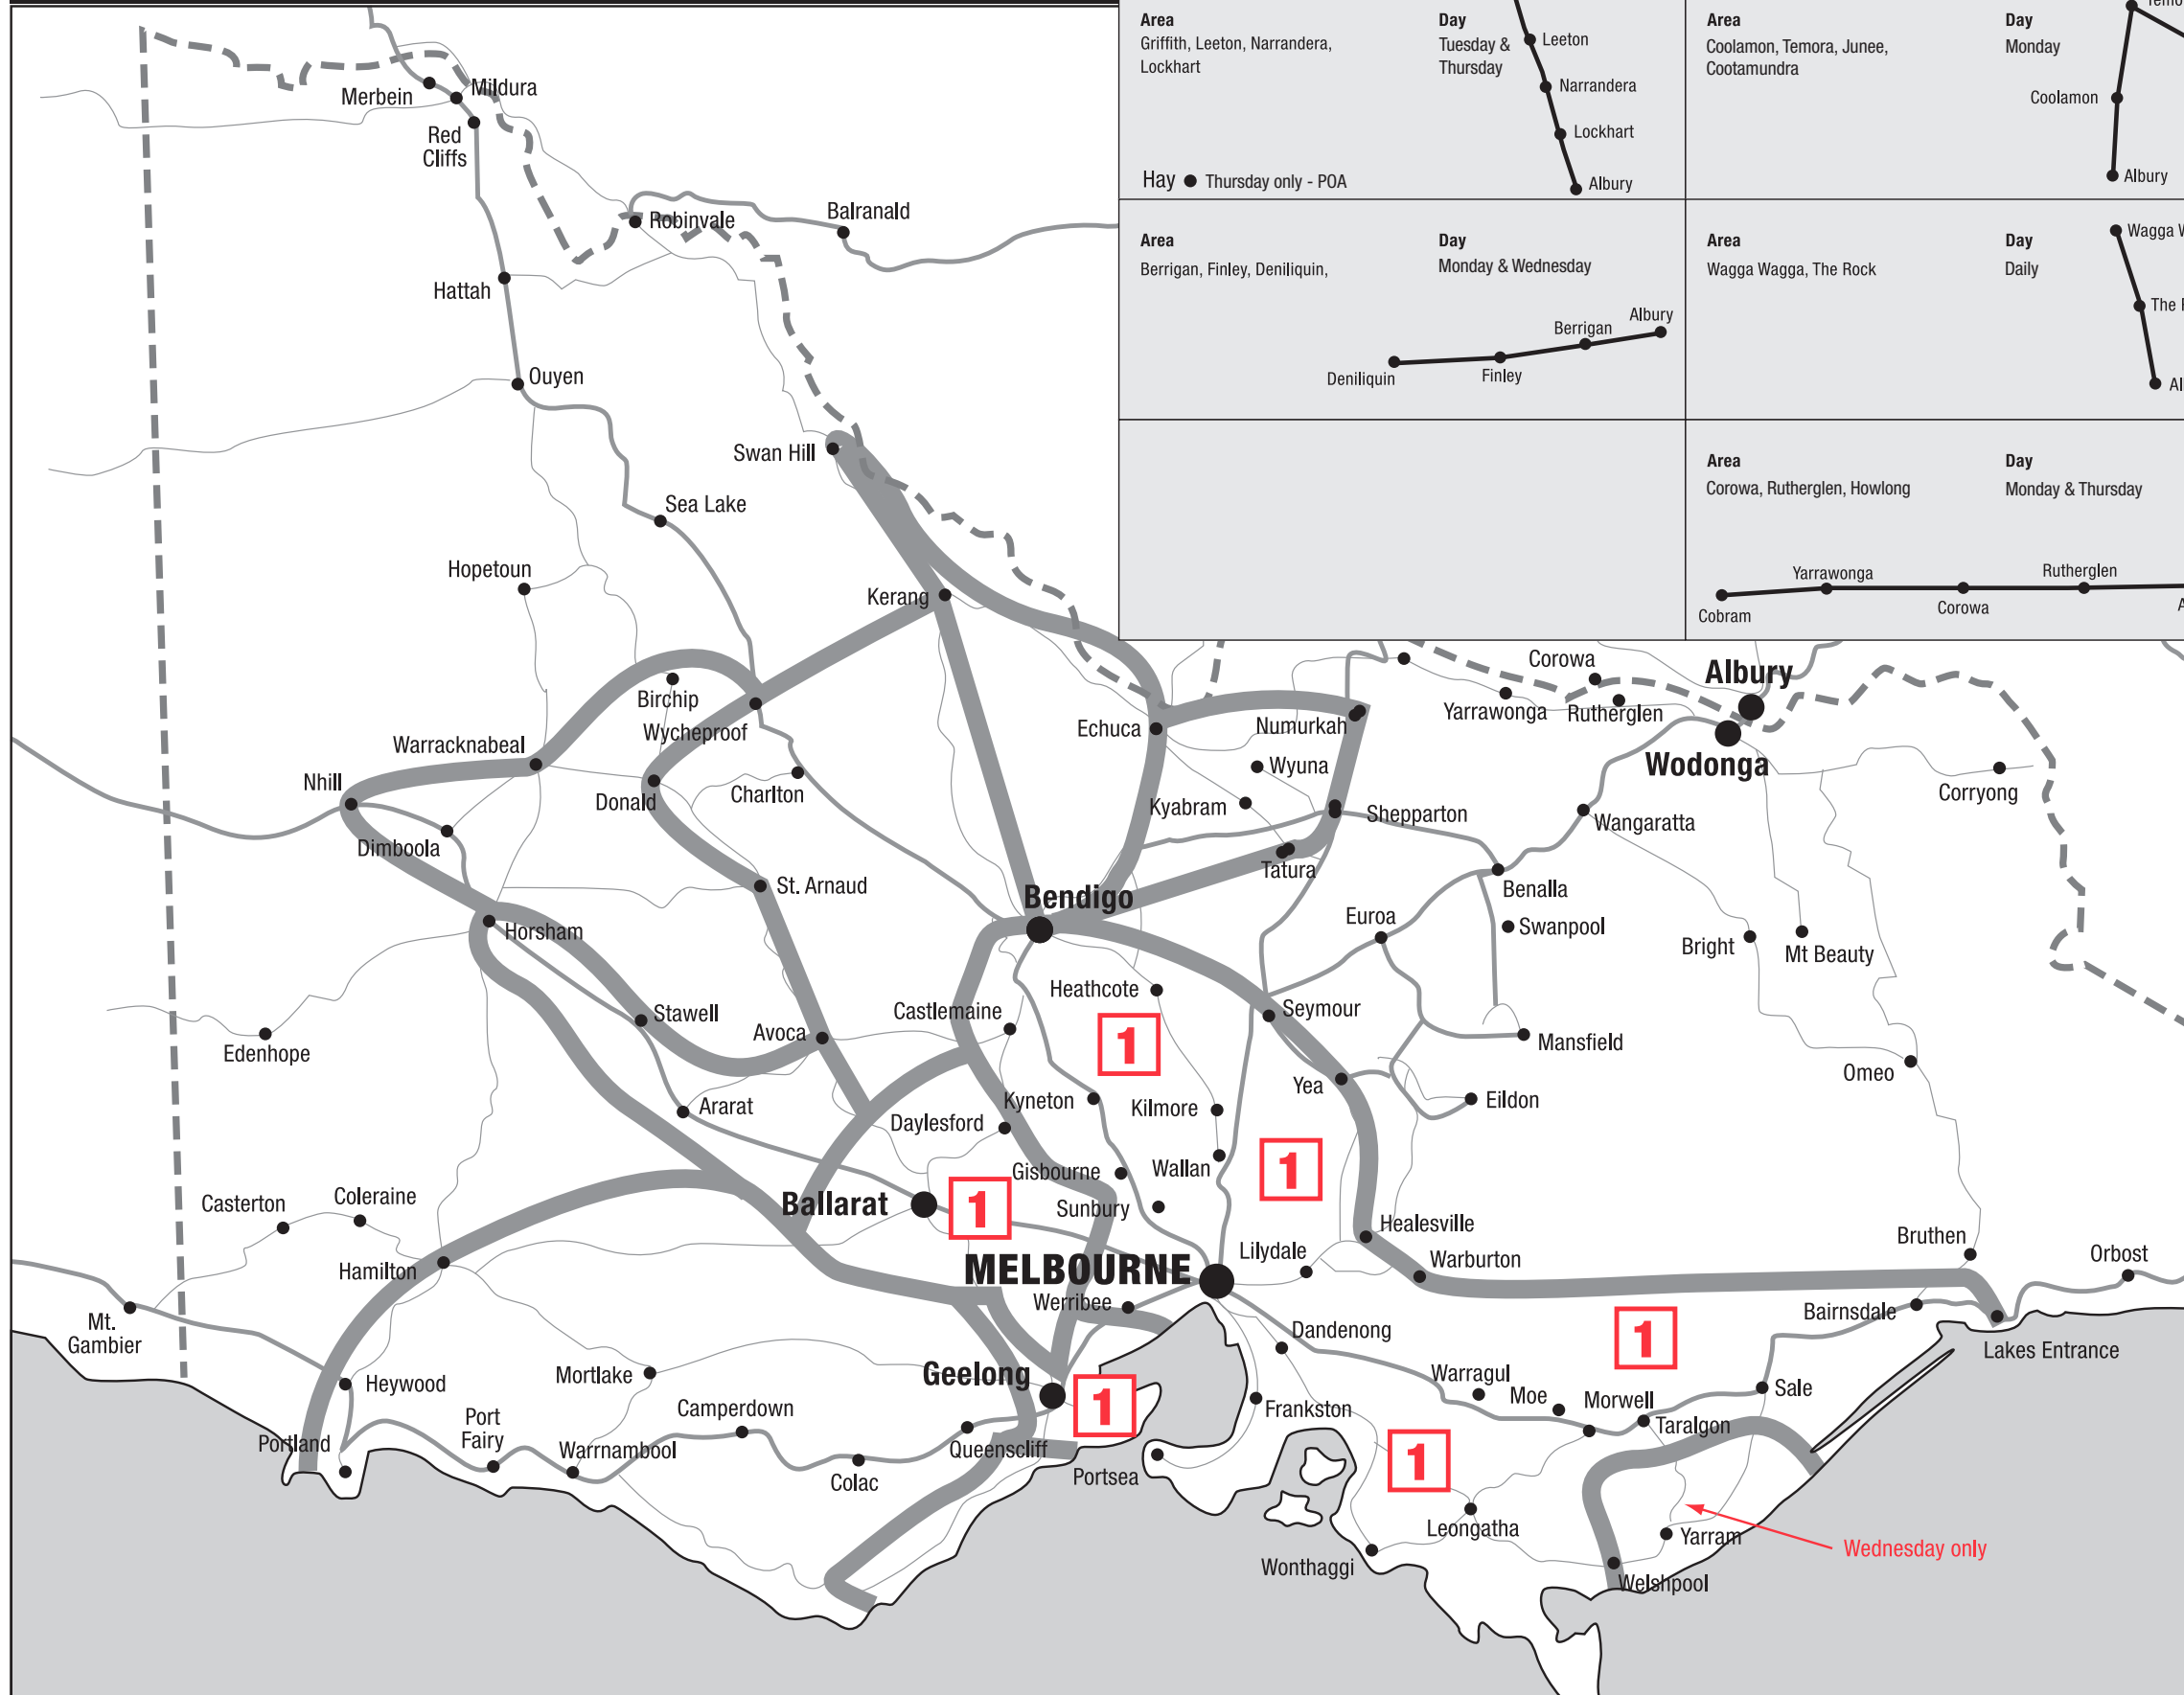 Area
Griffith, Leeton, Narrandera,
Lockhart
Day
Tuesday &
Thursday
Leeton
Narrandera
Lockhart
Albury
Hay
Thursday only - POA
Area
Coolamon, Temora, Junee,
Cootamundra
Day
Monday
Coolamon
Albury
Area
Berrigan, Finley, Deniliquin,
Day
Monday & Wednesday
Albury
Berrigan
Finley
Deniliquin
Area
Wagga Wagga, The Rock
Day
Daily
Wagga
The
Area
Corowa, Rutherglen, Howlong
Day
Monday & Thursday
Yarrawonga
Rutherglen
Cobram
Corowa
Merbein
Mildura
Red
Cliffs
Robinvale
Balranald
Hattah
Ouyen
Swan Hill
Sea Lake
Hopetoun
Kerang
Birchip
Wycheproof
Warracknabeal
Nhill
Donald
Charlton
Dimboola
Echuca
Numurkah
Wyuna
Kyabram
Shepparton
Tatura
Yarrawonga
Corowa
Rutherglen
Albury
Wodonga
Corryong
Wangaratta
Benalla
Swanpool
Euroa
Bright
Mt Beauty
St. Arnaud
Bendigo
Horsham
Stawell
Avoca
Castlemaine
Heathcote
1
Seymour
Mansfield
Omeo
Edenhope
Ararat
Daylesford
Kyneton
Kilmore
Yea
Eildon
Gisbourne
Wallan
1
Casterton
Coleraine
Ballarat
1
Sunbury
Healesville
Lilydale
Warburton
Bruthen
Orbost
Hamilton
MELBOURNE
Werribee
Bairnsdale
Mt.
Gambier
Dandenong
1
Lakes Entrance
Heywood
Mortlake
Geelong
1
Warragul
Moe
Morwell
Sale
Taralgon
Frankston
Portland
Port
Fairy
Warrnambool
Camperdown
Colac
Queenscliff
Portsea
1
Leongatha
Yarram
Wednesday only
Wonthaggi
Welshpool